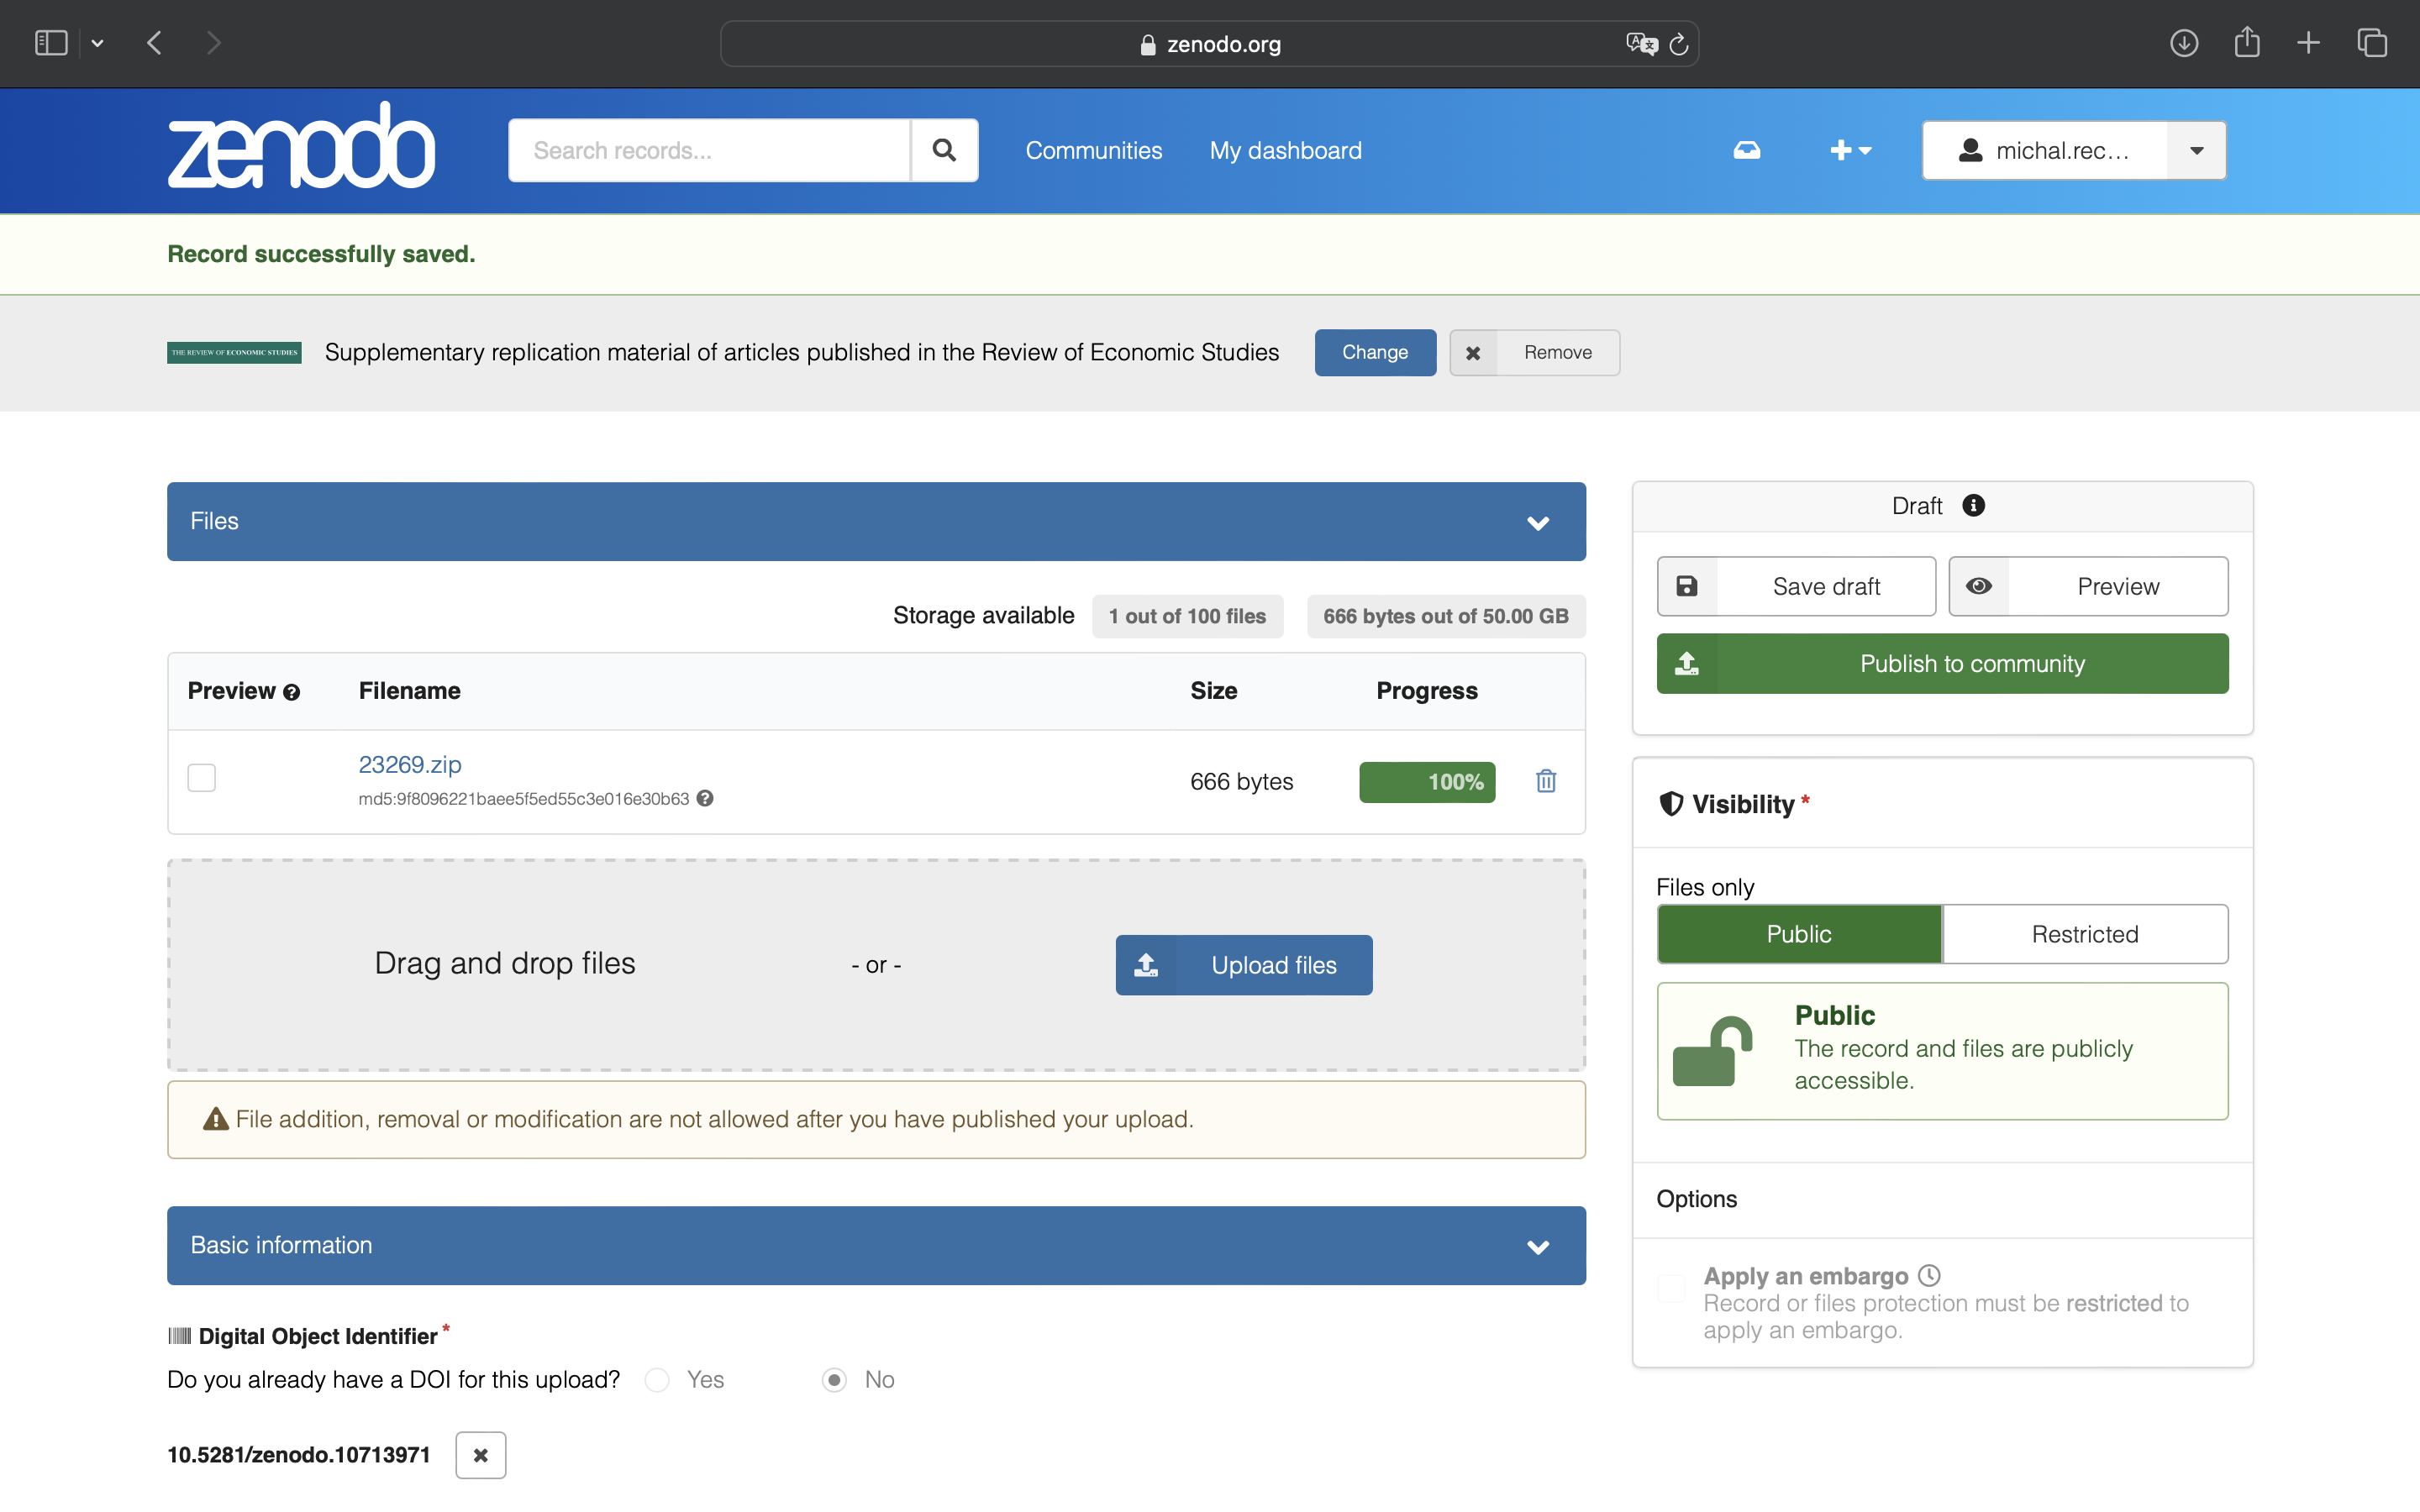 zenodo.org
zenodo
Search records...
Communities
My dashboard
michal.rec...
Record successfully saved.
THE REVIEW OF ECONOMIC STUDIES
Supplementary replication material of articles published in the Review of Economic Studies
Change
Remove
Files
Storage available
1 out of 100 files
666 bytes out of 50.00 GB
Preview
Filename
Size
Progress
23269.zip
md5:9f8096221baee5f5ed55c3e016e30b63
666 bytes
100%
Drag and drop files
- or -
Upload files
File addition, removal or modification are not allowed after you have published your upload.
Basic information
Digital Object Identifier *
Do you already have a DOI for this upload?
Yes
No
10.5281/zenodo.10713971
Draft
Save draft
Preview
Publish to community
Visibility *
Files only
Public
Restricted
Public
The record and files are publicly
accessible.
Options
Apply an embargo
Record or files protection must be restricted to
apply an embargo.